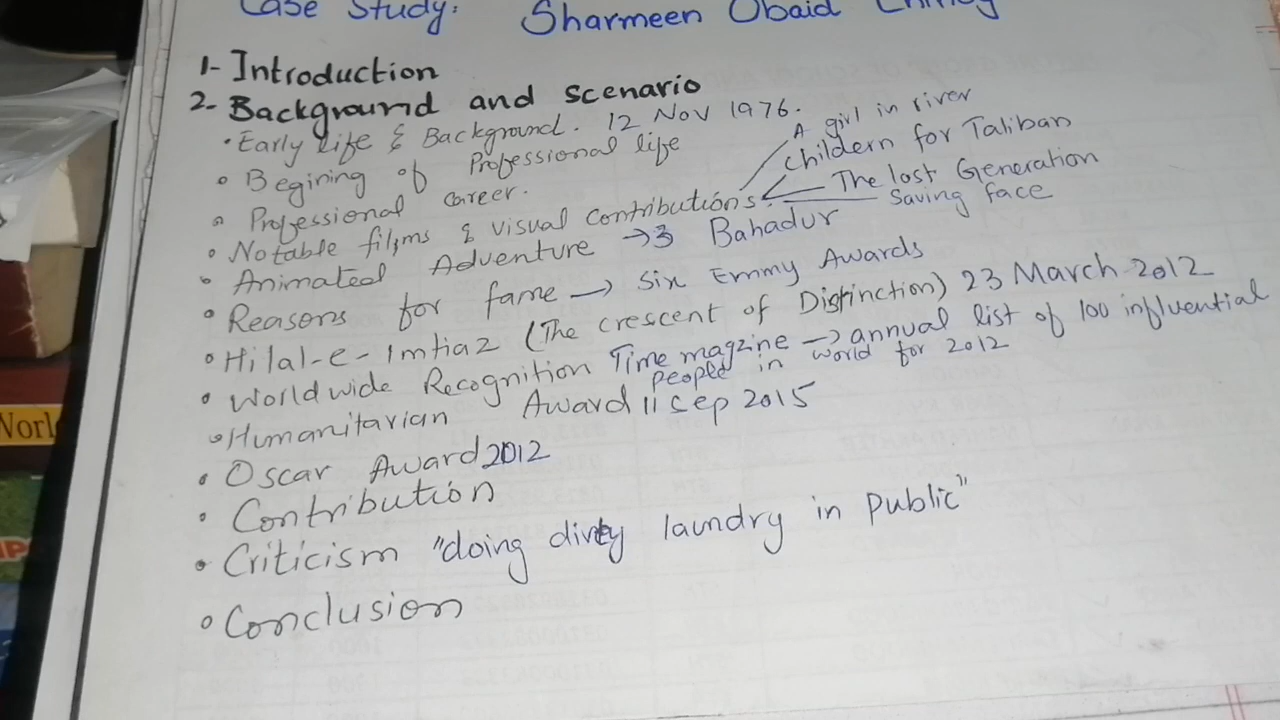 Case Study: Sharmeen Obaid
1- Introduction
2- Background and scenario
• Early Life & Background. 12 Nov 1976.
• Begining of Professional life
• Professional career.
• Notable films & visual contributions
A girl in river
Childern for Taliban
The lost Generation
Saving face
• Animated Adventure → 3 Bahadur
• Reasons for fame → Six Emmy Awards
• Hilal-e-Imtiaz (The crescent of Distinction) 23 March 2012
• Worldwide Recognition Time magzine → annual list of 100 influential
people in world for 2012
• Humanitarian Award 11 Sep 2015
• Oscar Award 2012
• Contribution
• Criticism "doing dirty laundry in public"
• Conclusion
Worl